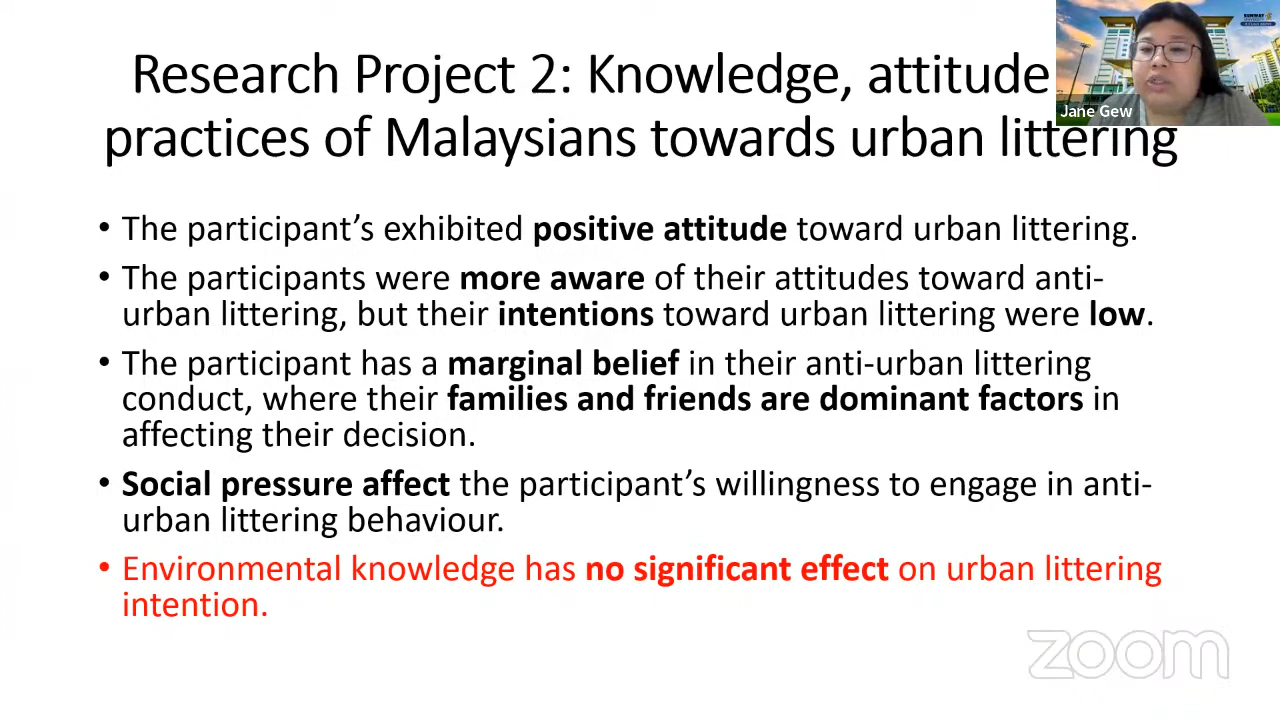 Research Project 2: Knowledge, attitude
practices of Malaysians towards urban littering
• The participant’s exhibited positive attitude toward urban littering.
• The participants were more aware of their attitudes toward anti-
urban littering, but their intentions toward urban littering were low.
• The participant has a marginal belief in their anti-urban littering
conduct, where their families and friends are dominant factors in
affecting their decision.
• Social pressure affect the participant’s willingness to engage in anti-
urban littering behaviour.
• Environmental knowledge has no significant effect on urban littering
intention.
SUNWAY
Jane Gew
zoom